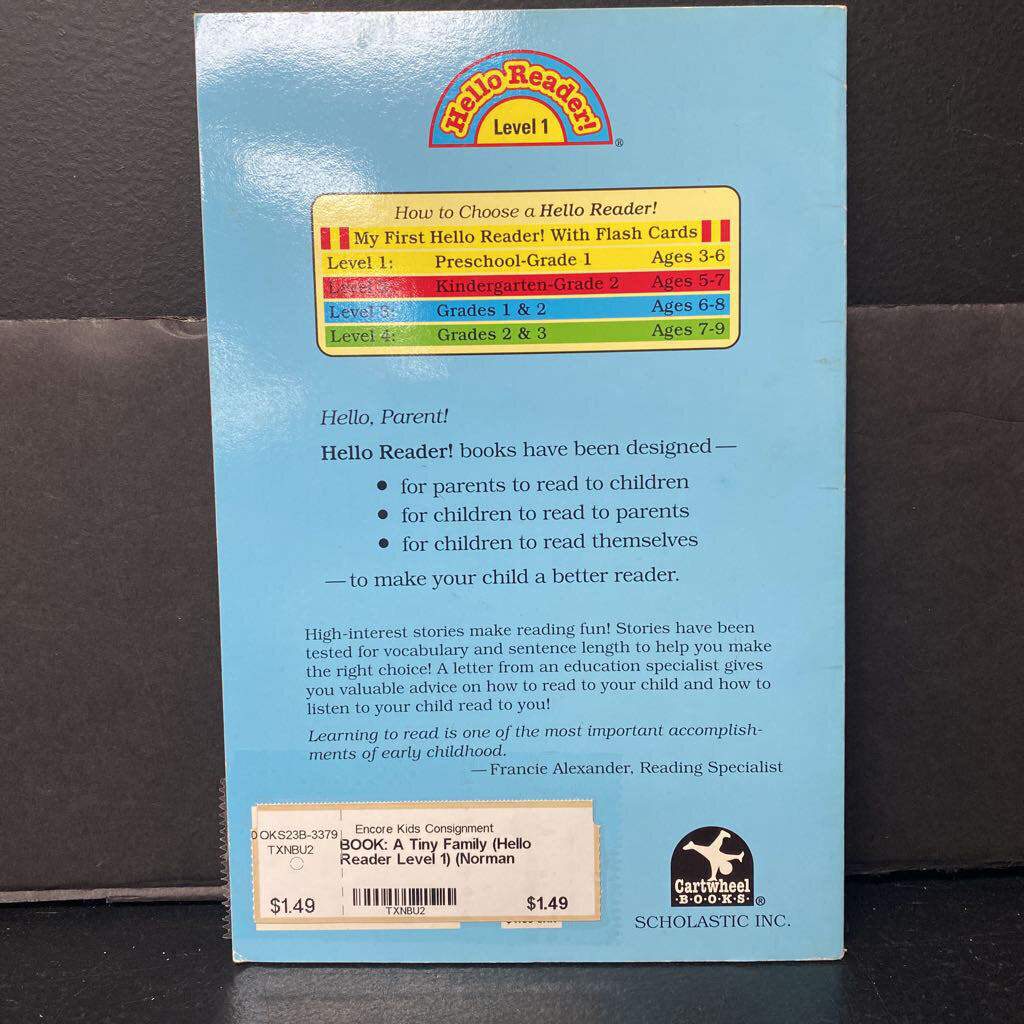 Hello Reader!
Level 1
®
How to Choose a Hello Reader!
My First Hello Reader! With Flash Cards
Level 1: Preschool-Grade 1 Ages 3-6
Level 2: Kindergarten-Grade 2 Ages 5-7
Level 3: Grades 1 & 2 Ages 6-8
Level 4: Grades 2 & 3 Ages 7-9
Hello, Parent!
Hello Reader! books have been designed—
• for parents to read to children
• for children to read to parents
• for children to read themselves
—to make your child a better reader.
High-interest stories make reading fun! Stories have been
tested for vocabulary and sentence length to help you make
the right choice! A letter from an education specialist gives
you valuable advice on how to read to your child and how to
listen to your child read to you!
Learning to read is one of the most important accomplish-
ments of early childhood.
—Francie Alexander, Reading Specialist
OKS23B-3379
TXNBU2
$1.49
Encore Kids Consignment
BOOK: A Tiny Family (Hello
Reader Level 1) (Norman
TXNBU2
$1.49
Cartwheel
·B·O·O·K·S· ®
SCHOLASTIC INC.